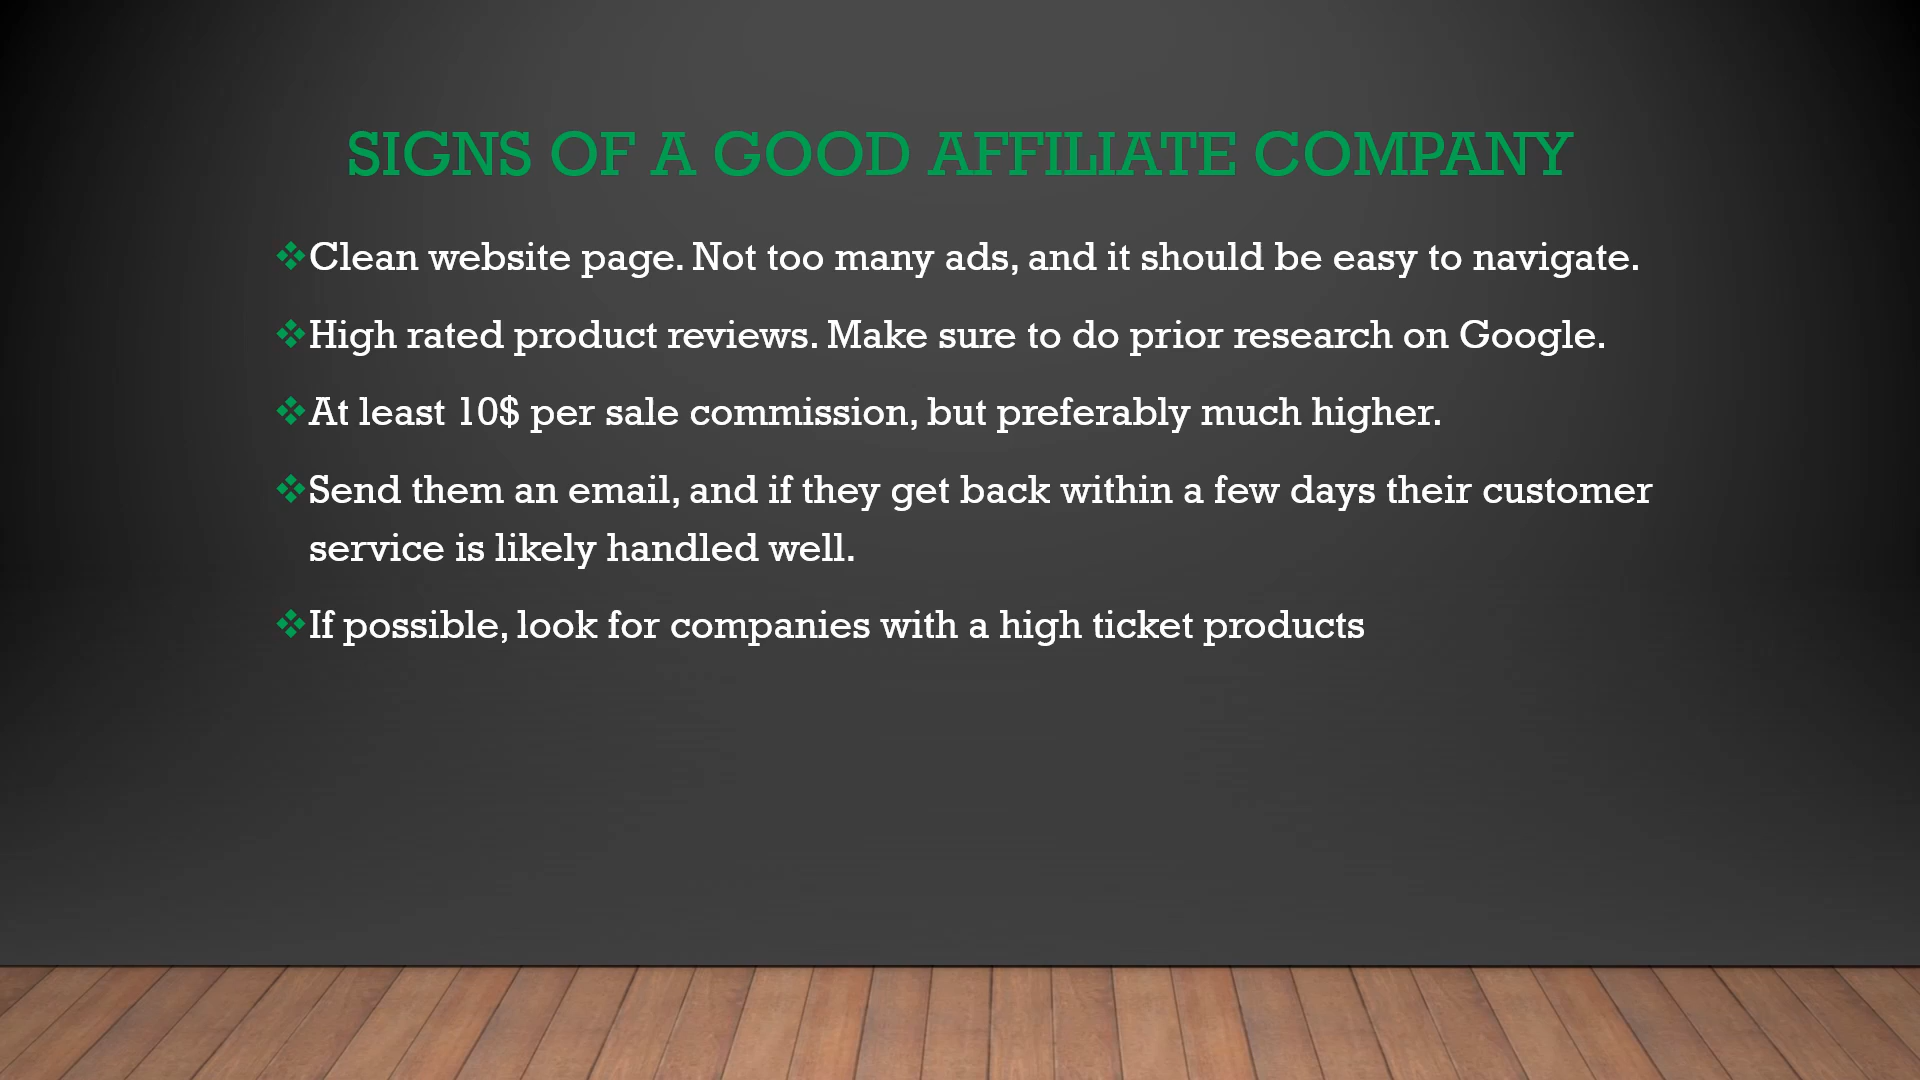 SIGNS OF A GOOD AFFILIATE COMPANY
Clean website page. Not too many ads, and it should be easy to navigate.
High rated product reviews. Make sure to do prior research on Google.
At least 10$ per sale commission, but preferably much higher.
Send them an email, and if they get back within a few days their customer
service is likely handled well.
If possible, look for companies with a high ticket products